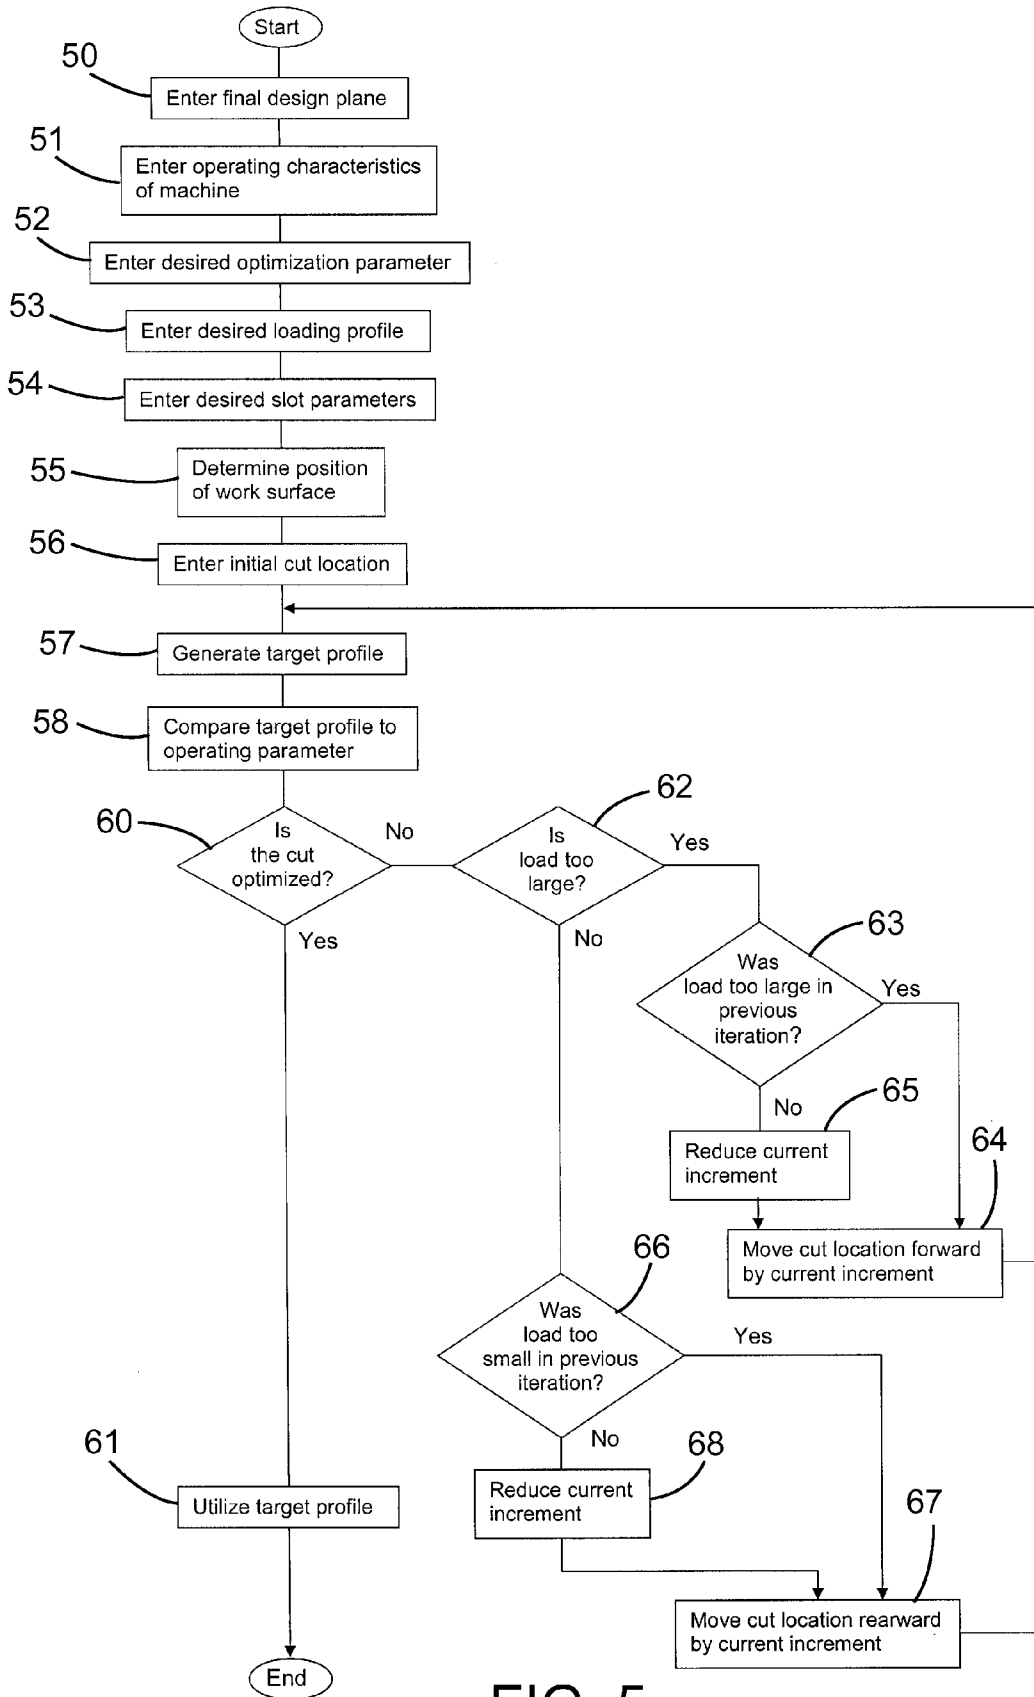 Start
50
Enter final design plane
51
Enter operating characteristics
of machine
52
Enter desired optimization parameter
53
Enter desired loading profile
54
Enter desired slot parameters
55
Determine position
of work surface
56
Enter initial cut location
57
Generate target profile
58
Compare target profile to
operating parameter
60
Is
the cut
optimized?
No
Yes
62
Is
load too
large?
Yes
No
63
Was
load too large in
previous
iteration?
Yes
No
65
Reduce current
increment
64
Move cut location forward
by current increment
66
Was
load too
small in previous
iteration?
Yes
No
68
Reduce current
increment
67
Move cut location rearward
by current increment
61
Utilize target profile
End
FIG. 5